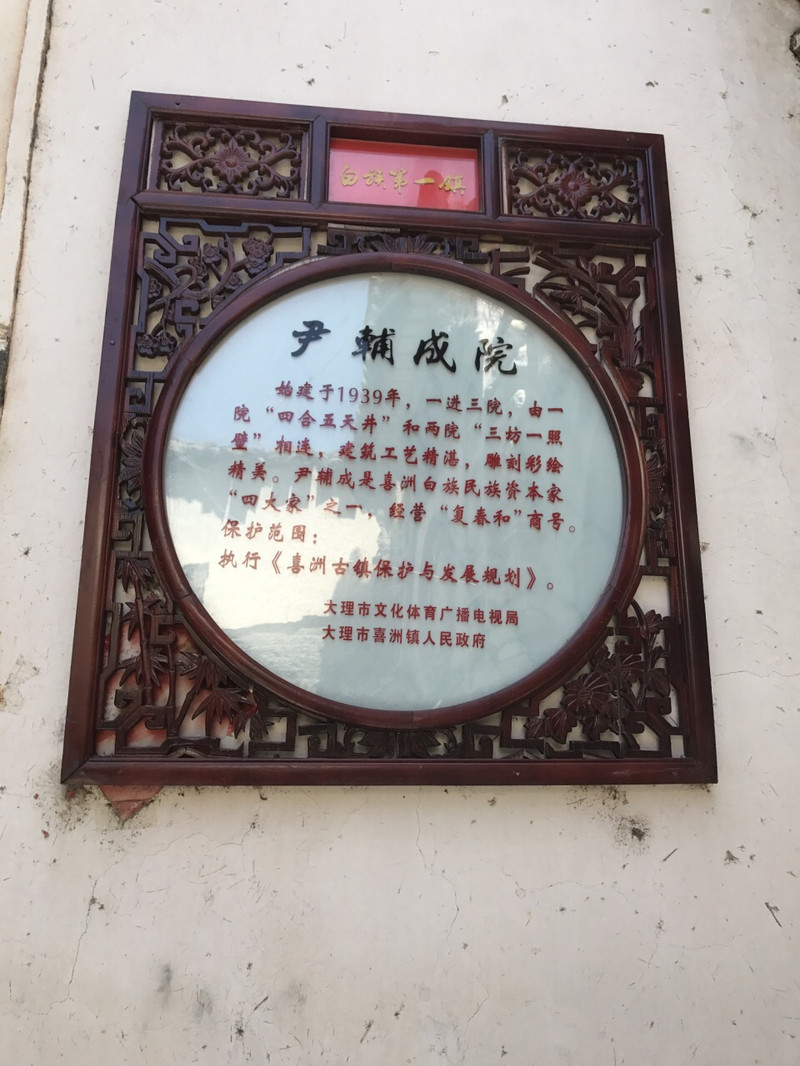 白族第一镇
尹輔成院
始建于1939年，一进三院，由一
院“四合五天井”和两院“三坊一照
壁”相连，建筑工艺精湛，雕刻彩绘
精美。尹輔成是喜洲白族民族资本家
“四大家”之一，经营“复春和”商号。
保护范围：
执行《喜洲古镇保护与发展规划》。
大理市文化体育广播电视局
大理市喜洲镇人民政府